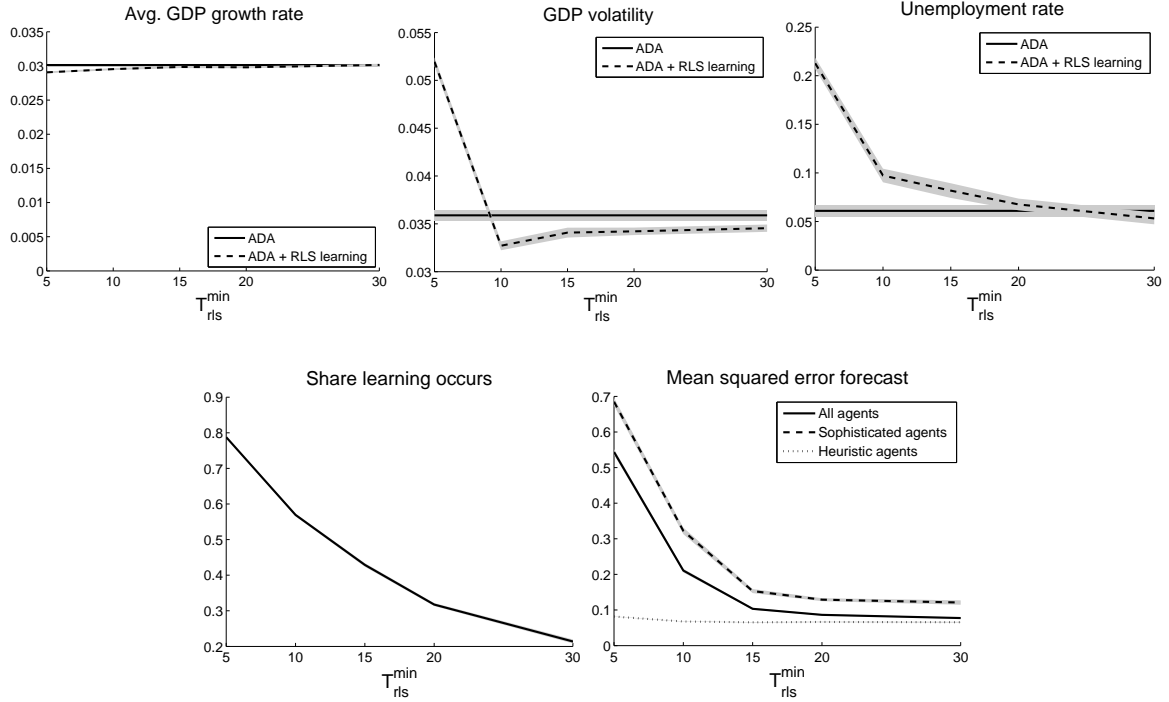 Avg. GDP growth rate
0.035
0.03
0.025
0.02
0.015
0.01
0.005
0
5 10 15 20 30
ADA
ADA + RLS learning
T_rls^min
GDP volatility
0.055
0.05
0.045
0.04
0.035
0.03
5 10 15 20 30
ADA
ADA + RLS learning
T_rls^min
Unemployment rate
0.25
0.2
0.15
0.1
0.05
0
5 10 15 20 30
ADA
ADA + RLS learning
T_rls^min
Share learning occurs
0.9
0.8
0.7
0.6
0.5
0.4
0.3
0.2
5 10 15 20 30
T_rls^min
Mean squared error forecast
0.7
0.6
0.5
0.4
0.3
0.2
0.1
0
5 10 15 20 30
All agents
Sophisticated agents
Heuristic agents
T_rls^min